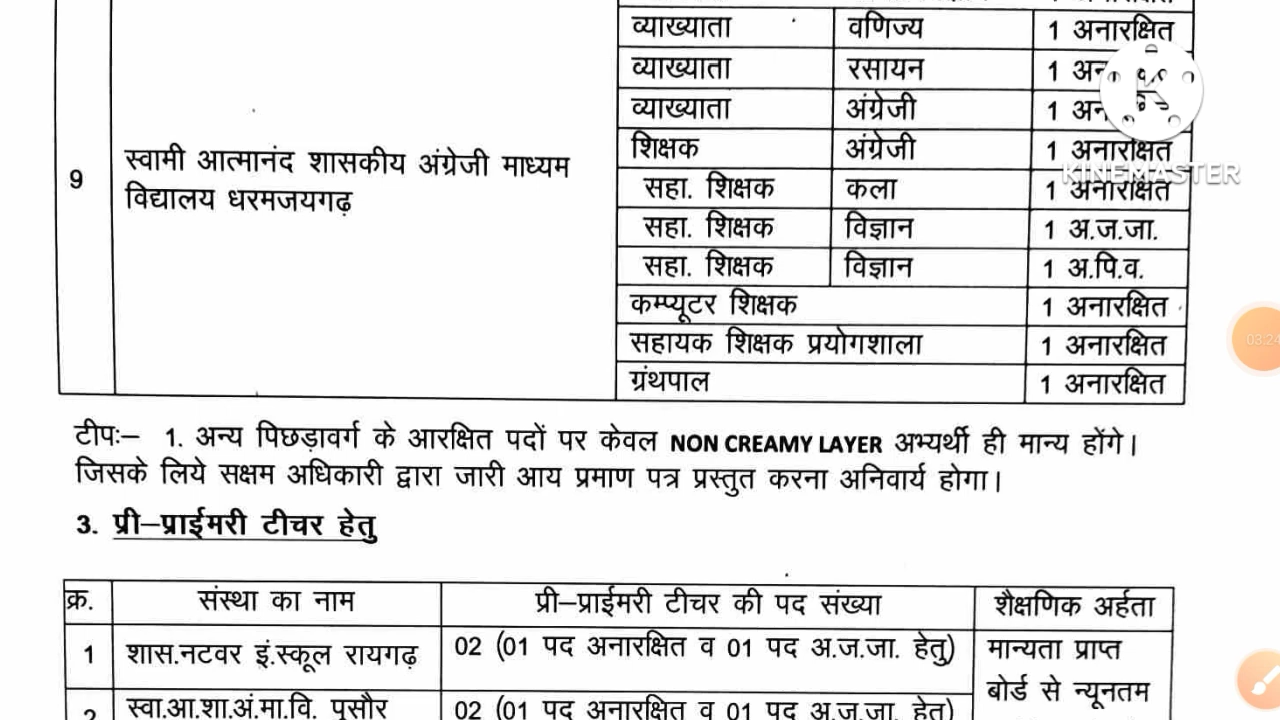 व्याख्याता वणिज्य 1 अनारक्षित
व्याख्याता रसायन
व्याख्याता अंग्रेजी
शिक्षक अंग्रेजी 1 अनारक्षित
9 स्वामी आत्मानंद शासकीय अंग्रेजी माध्यम
विद्यालय धरमजयगढ़
KINEMASTER
सहा. शिक्षक कला 1 अनारक्षित
सहा. शिक्षक विज्ञान 1 अ.ज.जा.
सहा. शिक्षक विज्ञान 1 अ.पि.व.
कम्प्यूटर शिक्षक 1 अनारक्षित
सहायक शिक्षक प्रयोगशाला 1 अनारक्षित
ग्रंथपाल 1 अनारक्षित
03:24
टीपः– 1. अन्य पिछड़ावर्ग के आरक्षित पदों पर केवल NON CREAMY LAYER अभ्यर्थी ही मान्य होंगे।
जिसके लिये सक्षम अधिकारी द्वारा जारी आय प्रमाण पत्र प्रस्तुत करना अनिवार्य होगा।
3. प्री–प्राईमरी टीचर हेतु
क्र. संस्था का नाम प्री–प्राईमरी टीचर की पद संख्या शैक्षणिक अर्हता
1 शास.नटवर इं.स्कूल रायगढ़ 02 (01 पद अनारक्षित व 01 पद अ.ज.जा. हेतु) मान्यता प्राप्त
बोर्ड से न्यूनतम
2 स्वा.आ.शा.अं.मा.वि. पुसौर 02 (01 पद अनारक्षित व 01 पद अ.ज.जा. हेतु)